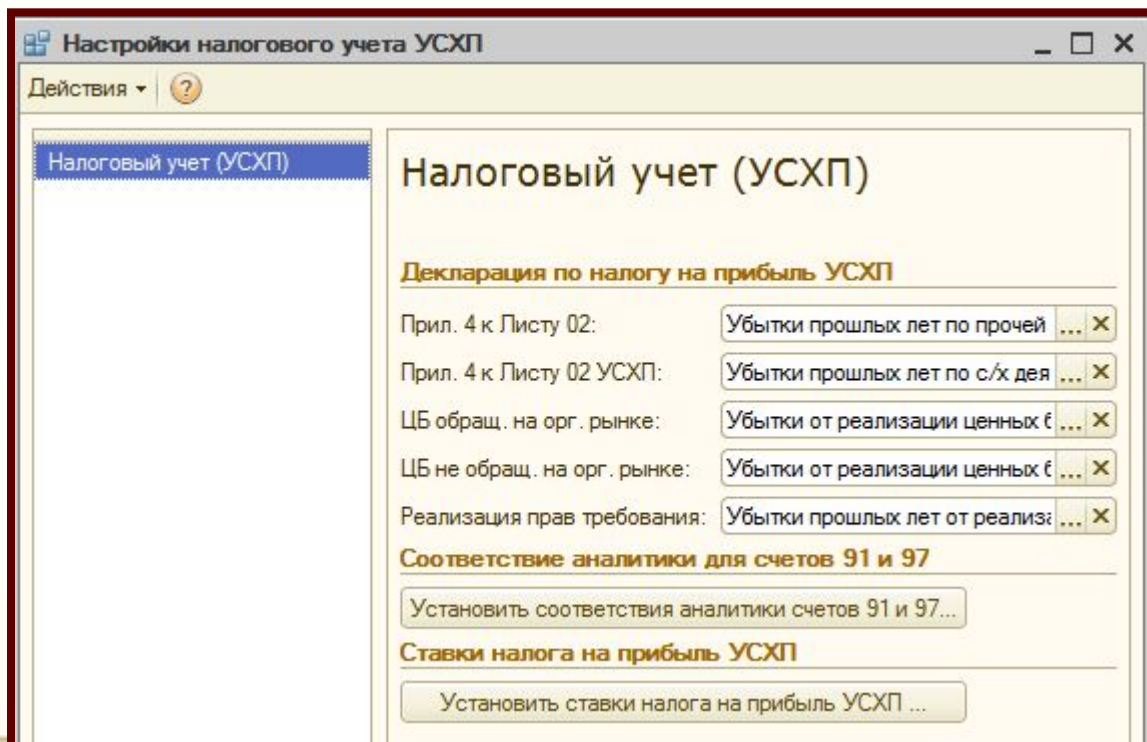 Настройки налогового учета УСХП
Действия
?
Налоговый учет (УСХП)
Налоговый учет (УСХП)
Декларация по налогу на прибыль УСХП
Прил. 4 к Листу 02: Убытки прошлых лет по прочей ...
Прил. 4 к Листу 02 УСХП: Убытки прошлых лет по с/х дея ...
ЦБ обращ. на орг. рынке: Убытки от реализации ценных ...
ЦБ не обращ. на орг. рынке: Убытки от реализации ценных ...
Реализация прав требования: Убытки прошлых лет от реализа ...
Соответствие аналитики для счетов 91 и 97
Установить соответствия аналитики счетов 91 и 97...
Ставки налога на прибыль УСХП
Установить ставки налога на прибыль УСХП ...